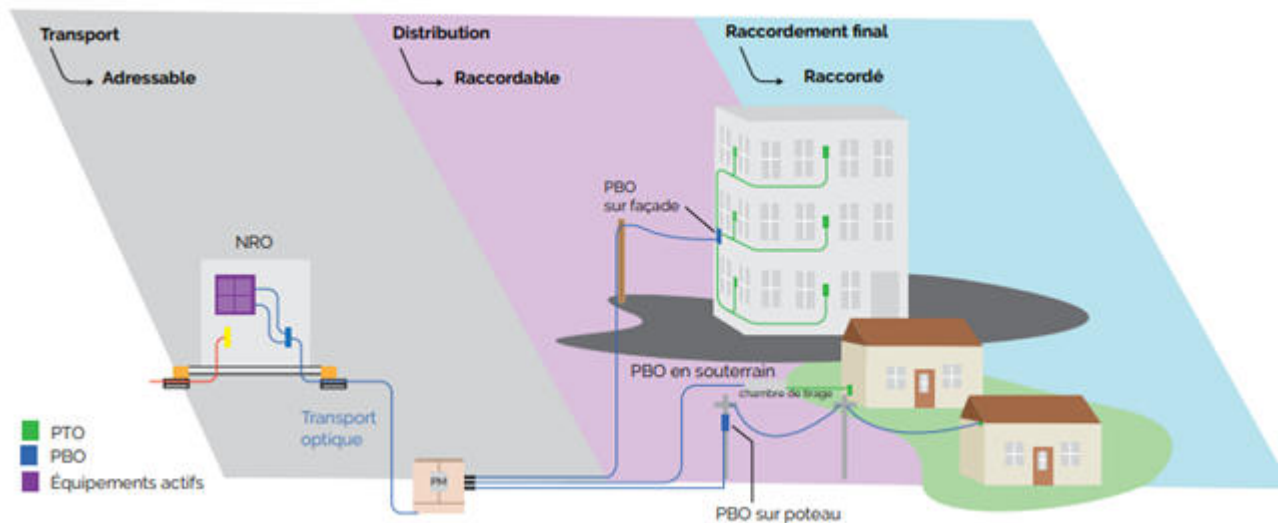 Transport
Adressable
Distribution
Raccordable
Raccordement final
Raccordé
PBO
sur façade
NRO
PBO en souterrain
chambre de tirage
Transport
optique
PTO
PBO
Équipements actifs
PM
PBO sur poteau